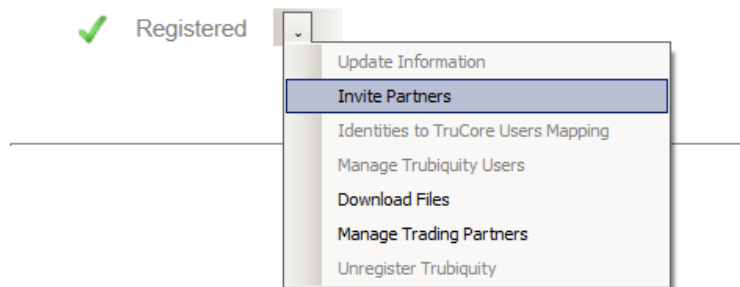 Registered
Update Information
Invite Partners
Identities to TruCore Users Mapping
Manage Trubiquity Users
Download Files
Manage Trading Partners
Unregister Trubiquity